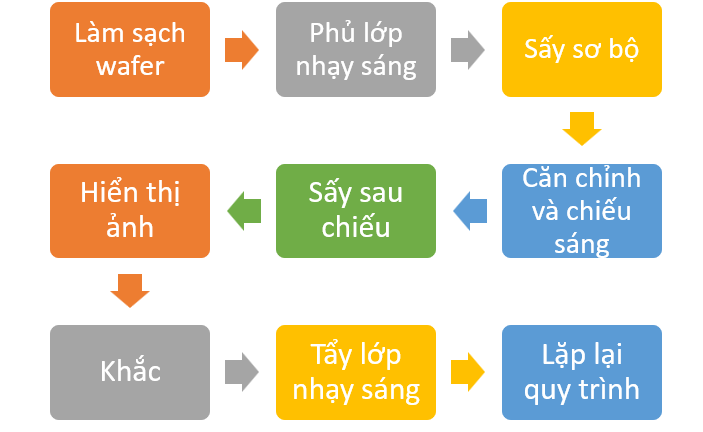 Làm sạch
wafer
Phủ lớp
nhạy sáng
Sấy sơ bộ
Căn chỉnh
và chiếu
sáng
Sấy sau
chiếu
Hiển thị
ảnh
Khắc
Tẩy lớp
nhạy sáng
Lặp lại
quy trình